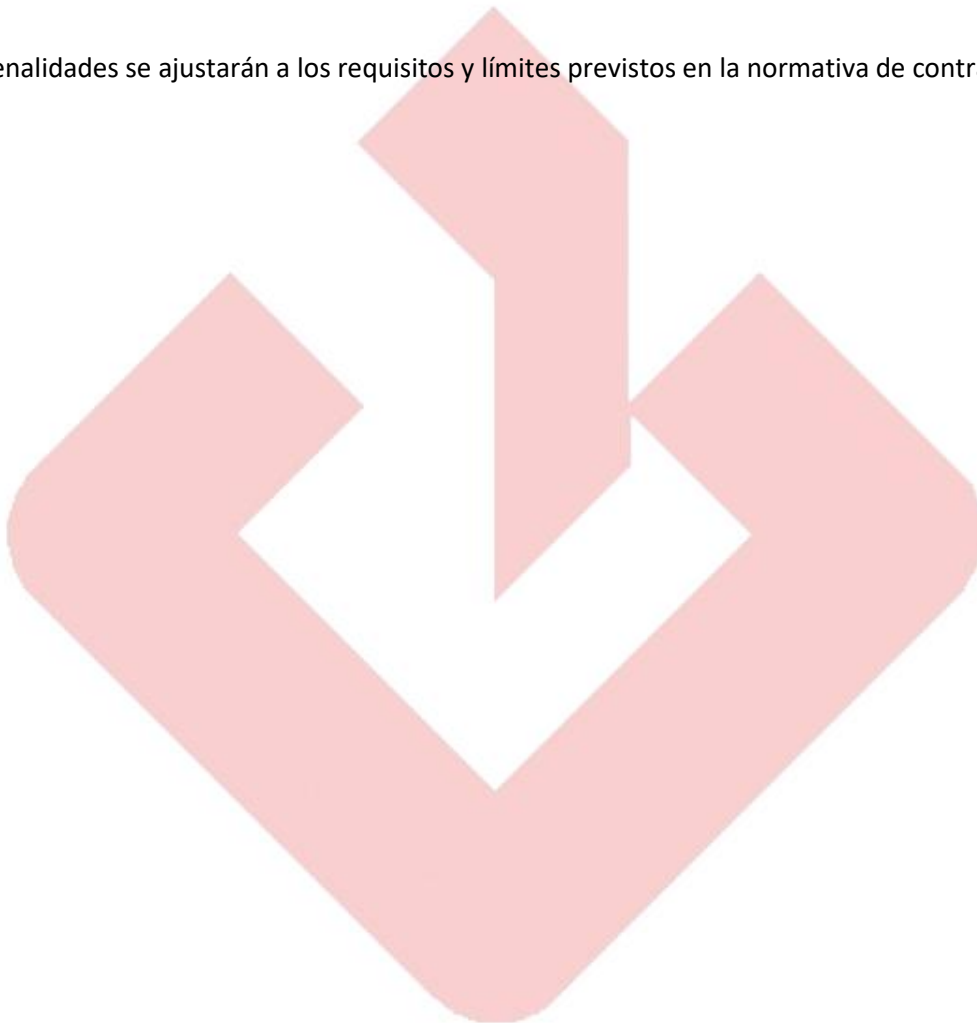 enalidades se ajustarán a los requisitos y límites previstos en la normativa de contr